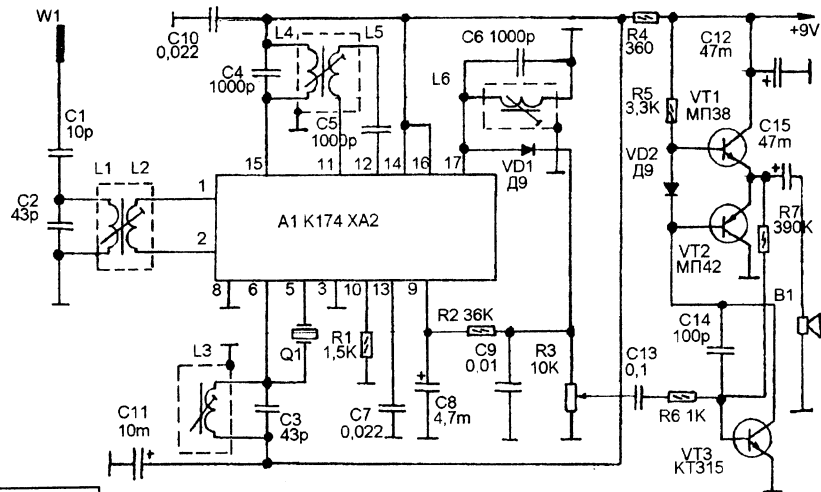 W1
C10
0,022
L4
L5
C4
1000p
C5
1000p
C6 1000p
L6
R4
360
C12
47m
+9V
R5
3,3K
VT1
МП38
C15
47m
C1
10p
15
11
12
14
16
17
VD1
Д9
VD2
Д9
L1
L2
1
2
C2
43p
A1 K174 XA2
R7
390K
VT2
МП42
B1
8
6
5
3
10
13
9
L3
Q1
R1
1,5K
R2 36K
C9
0,01
R3
10K
C13
0,1
C14
100p
C11
10m
C3
43p
C7
0,022
C8
4,7m
R6 1K
VT3
KT315
+
+
+
+